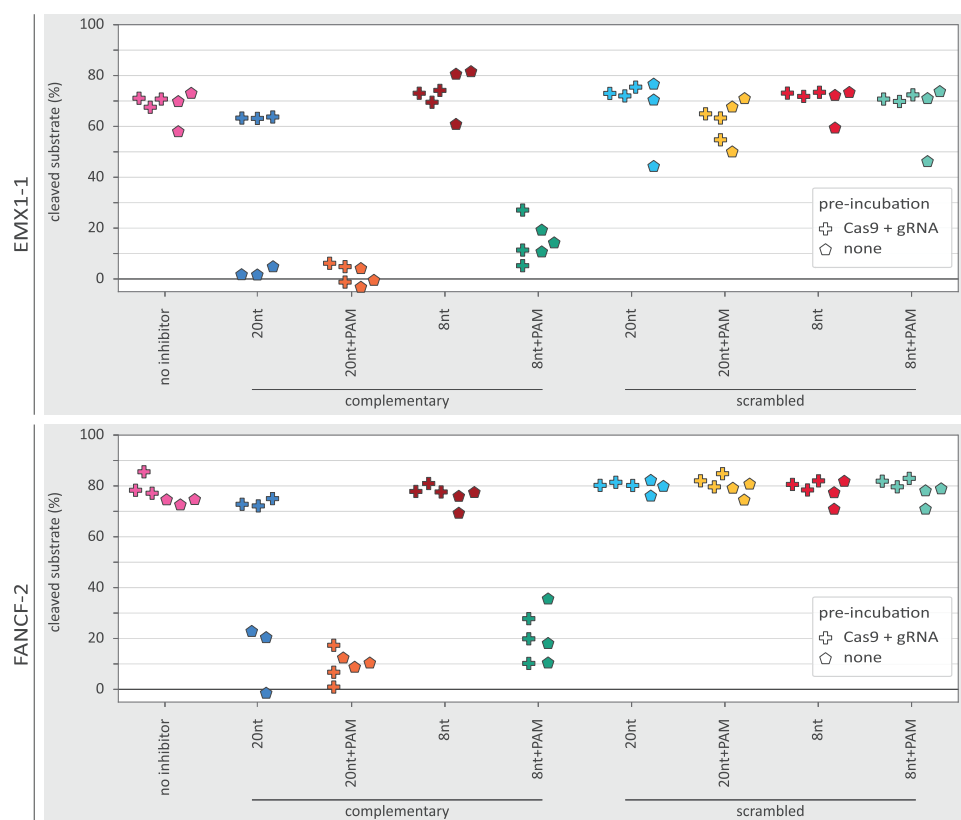 EMX1-1
cleaved substrate (%)
100
80
60
40
20
0
pre-incubation
Cas9 + gRNA
none
no inhibitor
20nt
20nt+PAM
8nt
8nt+PAM
20nt
20nt+PAM
8nt
8nt+PAM
complementary
scrambled
FANCF-2
cleaved substrate (%)
100
80
60
40
20
0
pre-incubation
Cas9 + gRNA
none
no inhibitor
20nt
20nt+PAM
8nt
8nt+PAM
20nt
20nt+PAM
8nt
8nt+PAM
complementary
scrambled